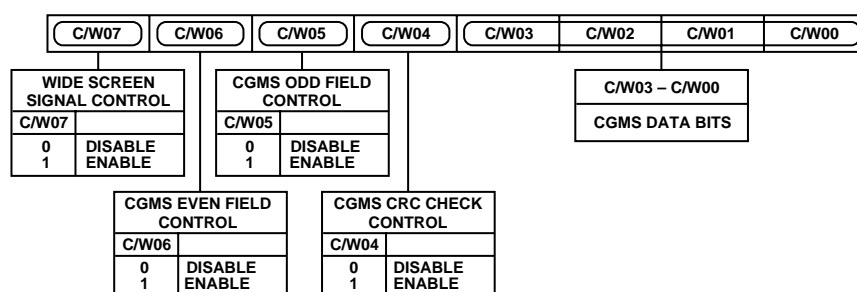 C/W07 C/W06 C/W05 C/W04 C/W03 C/W02 C/W01 C/W00
WIDE SCREEN
SIGNAL CONTROL
C/W07
0 DISABLE
1 ENABLE
CGMS ODD FIELD
CONTROL
C/W05
0 DISABLE
1 ENABLE
C/W03 – C/W00
CGMS DATA BITS
CGMS EVEN FIELD
CONTROL
C/W06
0 DISABLE
1 ENABLE
CGMS CRC CHECK
CONTROL
C/W04
0 DISABLE
1 ENABLE